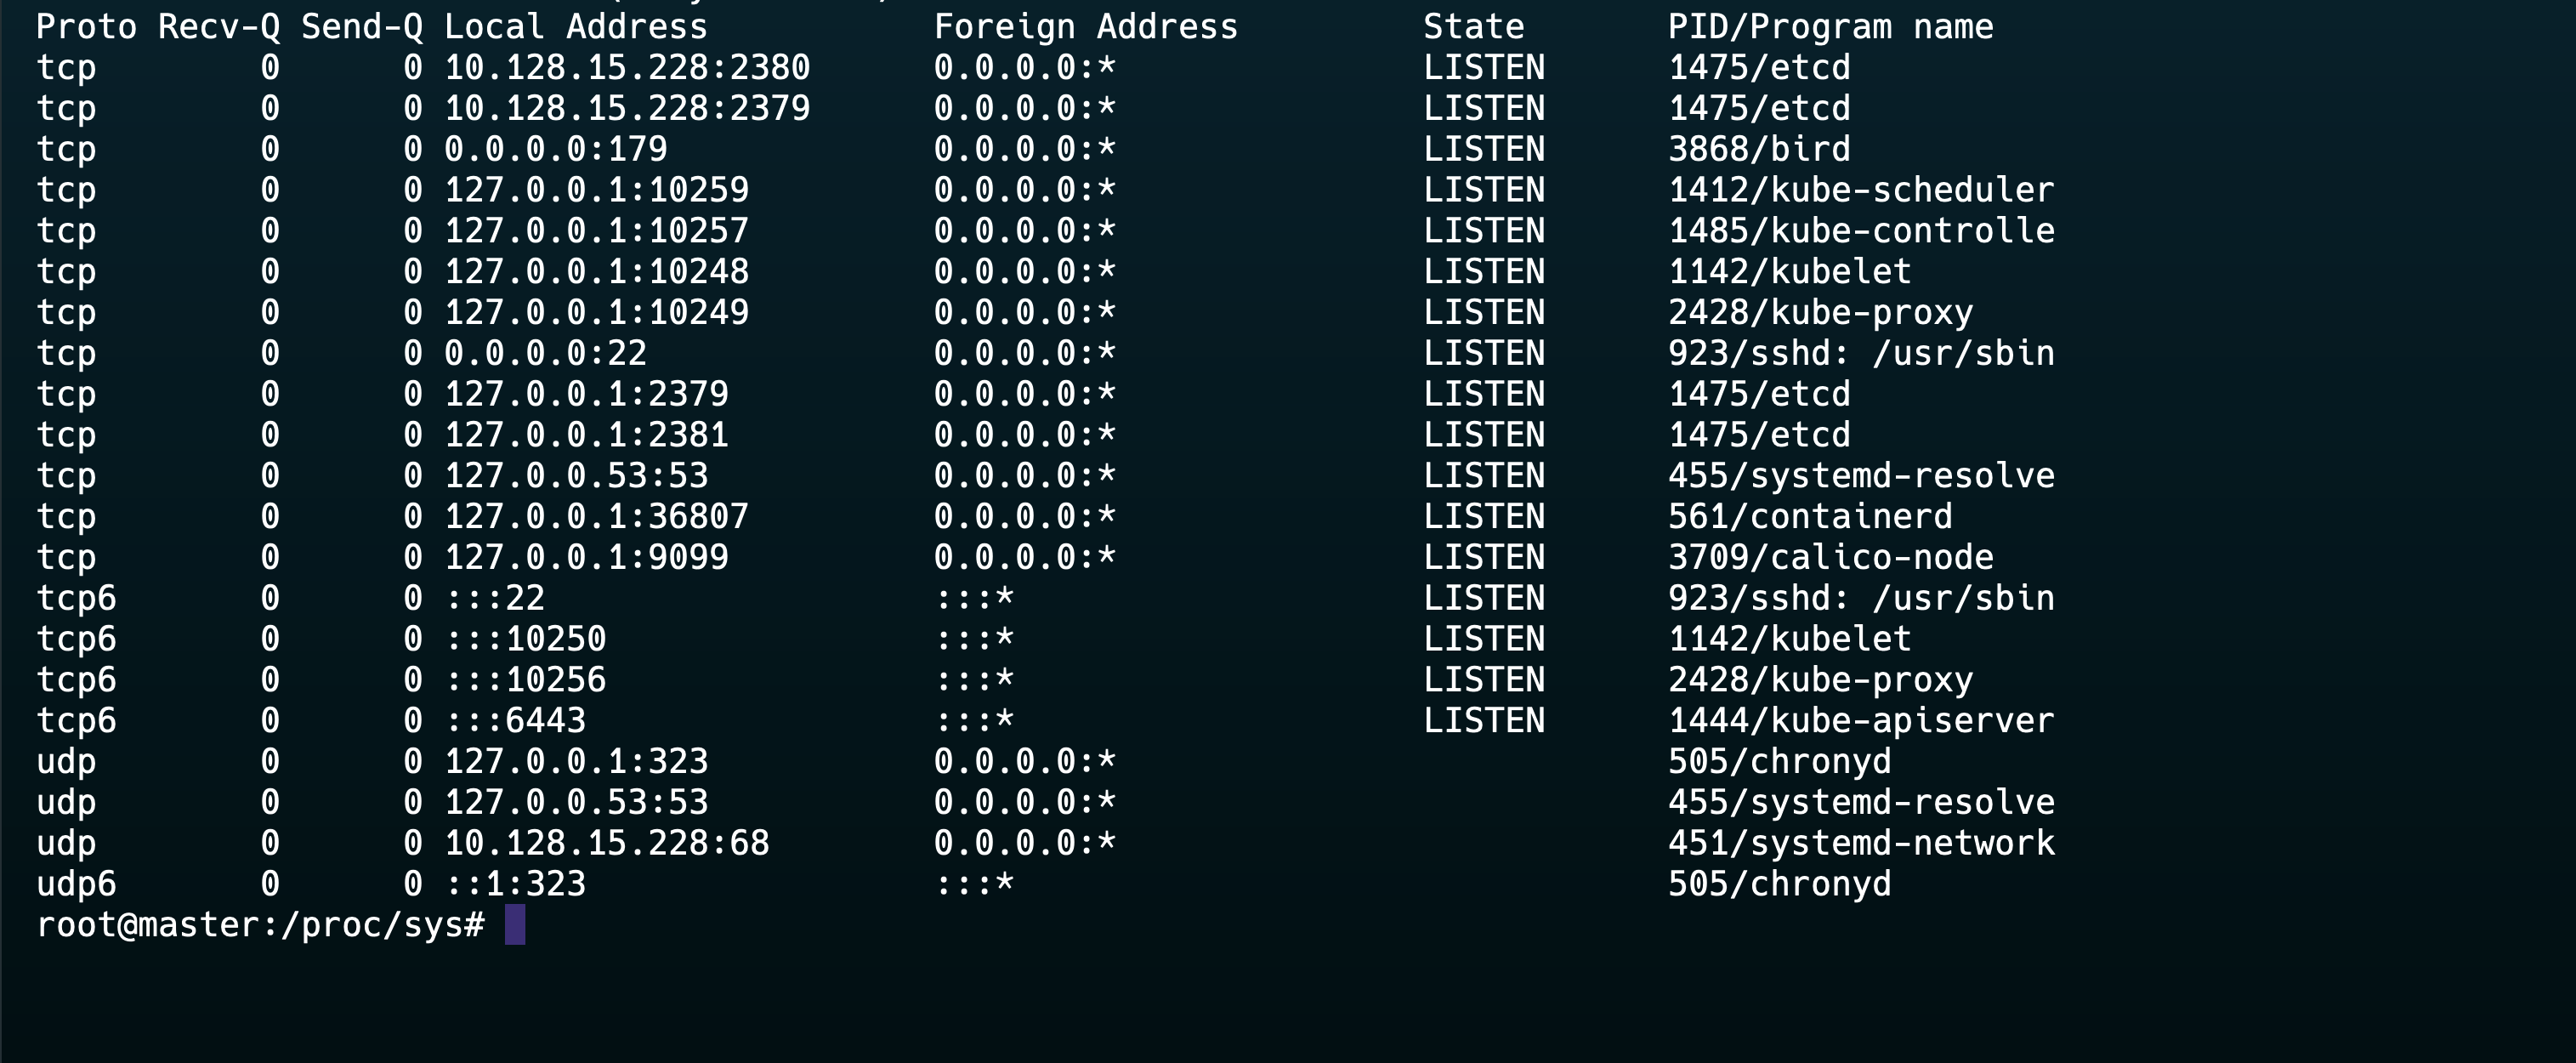 Proto Recv-Q Send-Q Local Address           Foreign Address         State       PID/Program name
tcp        0      0 10.128.15.228:2380      0.0.0.0:*               LISTEN      1475/etcd
tcp        0      0 10.128.15.228:2379      0.0.0.0:*               LISTEN      1475/etcd
tcp        0      0 0.0.0.0:179             0.0.0.0:*               LISTEN      3868/bird
tcp        0      0 127.0.0.1:10259         0.0.0.0:*               LISTEN      1412/kube-scheduler
tcp        0      0 127.0.0.1:10257         0.0.0.0:*               LISTEN      1485/kube-controlle
tcp        0      0 127.0.0.1:10248         0.0.0.0:*               LISTEN      1142/kubelet
tcp        0      0 127.0.0.1:10249         0.0.0.0:*               LISTEN      2428/kube-proxy
tcp        0      0 0.0.0.0:22              0.0.0.0:*               LISTEN      923/sshd: /usr/sbin
tcp        0      0 127.0.0.1:2379          0.0.0.0:*               LISTEN      1475/etcd
tcp        0      0 127.0.0.1:2381          0.0.0.0:*               LISTEN      1475/etcd
tcp        0      0 127.0.0.53:53           0.0.0.0:*               LISTEN      455/systemd-resolve
tcp        0      0 127.0.0.1:36807         0.0.0.0:*               LISTEN      561/containerd
tcp        0      0 127.0.0.1:9099          0.0.0.0:*               LISTEN      3709/calico-node
tcp6       0      0 :::22                   :::*                    LISTEN      923/sshd: /usr/sbin
tcp6       0      0 :::10250                :::*                    LISTEN      1142/kubelet
tcp6       0      0 :::10256                :::*                    LISTEN      2428/kube-proxy
tcp6       0      0 :::6443                 :::*                    LISTEN      1444/kube-apiserver
udp        0      0 127.0.0.1:323           0.0.0.0:*                           505/chronyd
udp        0      0 127.0.0.53:53           0.0.0.0:*                           455/systemd-resolve
udp        0      0 10.128.15.228:68        0.0.0.0:*                           451/systemd-network
udp6       0      0 ::1:323                 :::*                                505/chronyd
root@master:/proc/sys#